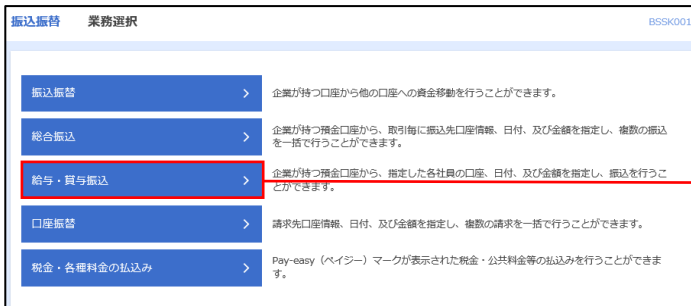 振込振替 業務選択 BSSK001
振込振替
企業が持つ口座から他の口座への資金移動を行うことができます。
総合振込
企業が持つ預金口座から、取引毎に振込先口座情報、日付、及び金額を指定し、複数の振込
を一括で行うことができます。
給与・賞与振込
企業が持つ預金口座から、指定した各社員の口座、日付、及び金額を指定し、振込を行うこ
とができます。
口座振替
請求先口座情報、日付、及び金額を指定し、複数の請求を一括で行うことができます。
税金・各種料金の払込み
Pay-easy（ペイジー）マークが表示された税金・公共料金等の払込みを行うことができま
す。